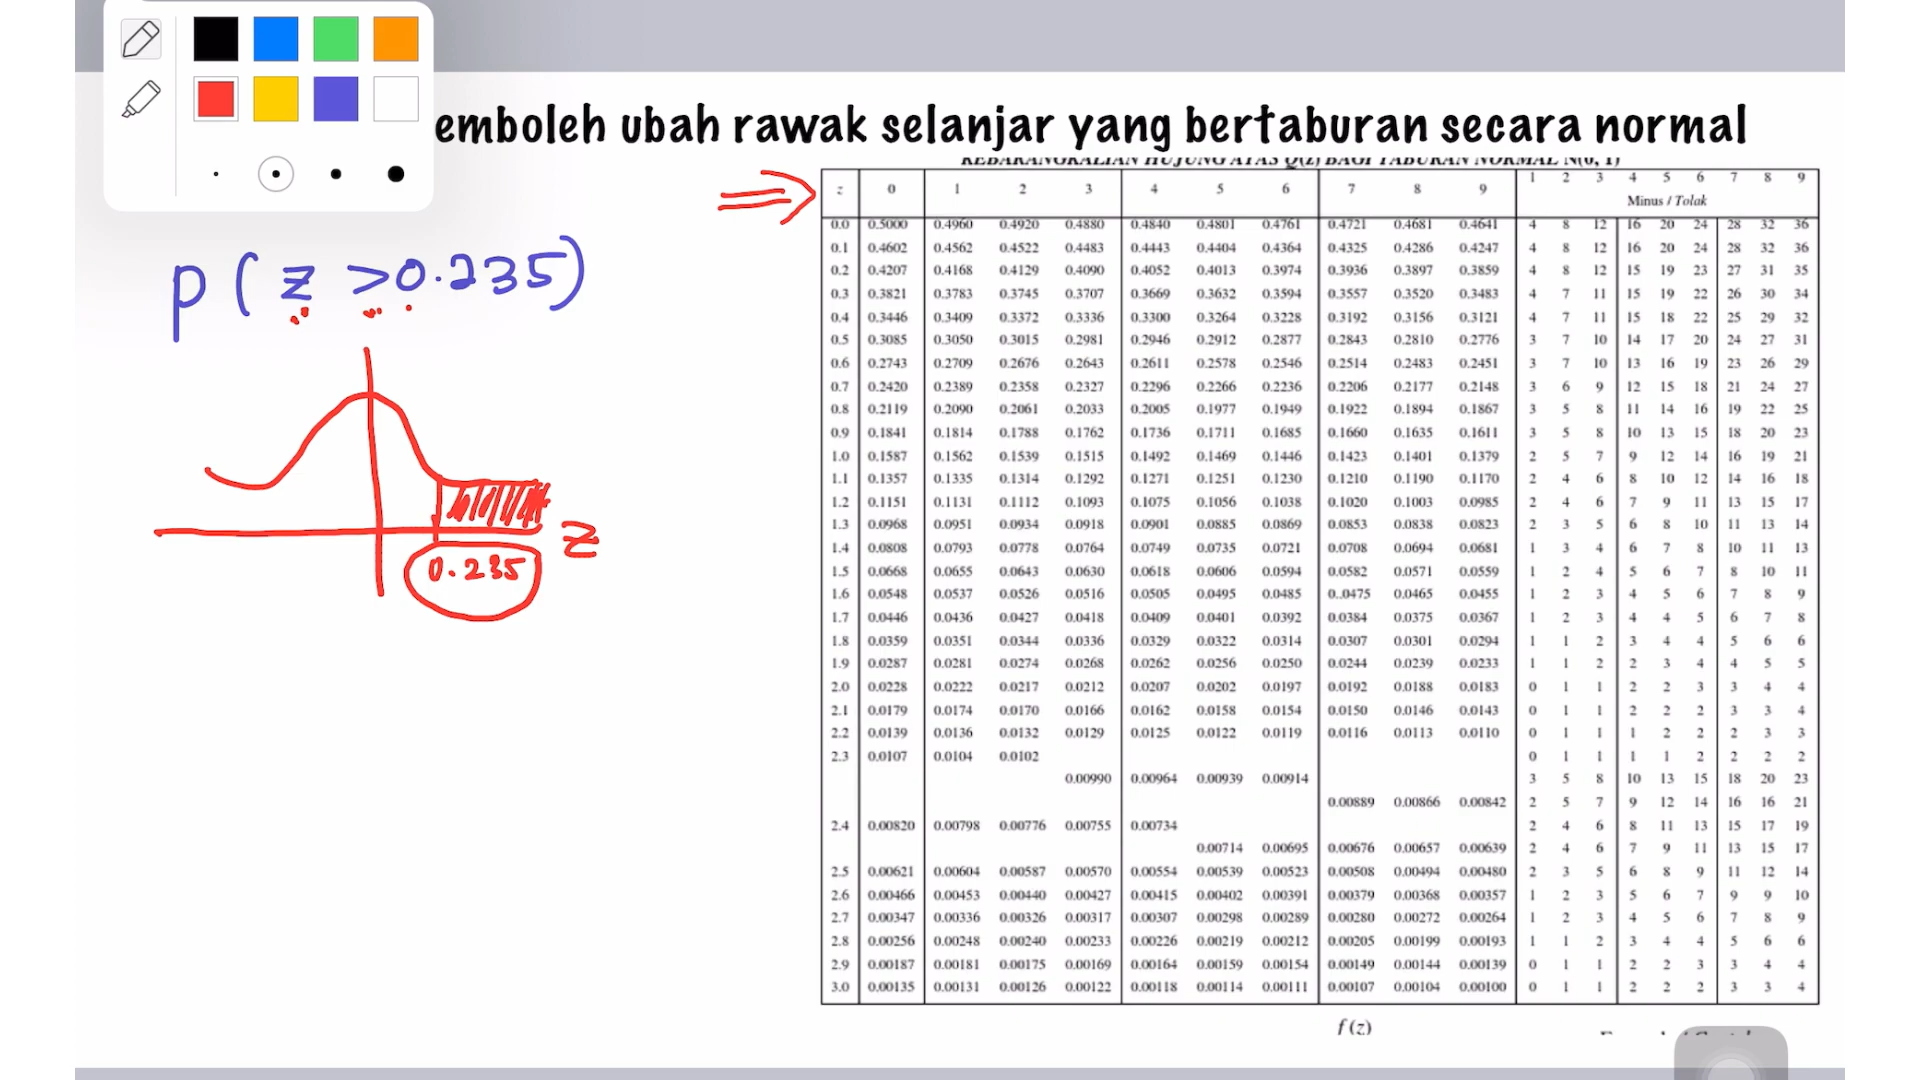 emboleh ubah rawak selanjar yang bertaburan secara normal
KEBARANGKALIAN HUJUNG ATAS Q(z) BAGI TABURAN NORMAL N(0, 1)
z 0 1 2 3 4 5 6 7 8 9 1 2 3 4 5 6 7 8 9
Minus / Tolak
0.0 0.5000 0.4960 0.4920 0.4880 0.4840 0.4801 0.4761 0.4721 0.4681 0.4641 4 8 12 16 20 24 28 32 36
0.1 0.4602 0.4562 0.4522 0.4483 0.4443 0.4404 0.4364 0.4325 0.4286 0.4247 4 8 12 16 20 24 28 32 36
0.2 0.4207 0.4168 0.4129 0.4090 0.4052 0.4013 0.3974 0.3936 0.3897 0.3859 4 8 12 15 19 23 27 31 35
0.3 0.3821 0.3783 0.3745 0.3707 0.3669 0.3632 0.3594 0.3557 0.3520 0.3483 4 7 11 15 19 22 26 30 34
0.4 0.3446 0.3409 0.3372 0.3336 0.3300 0.3264 0.3228 0.3192 0.3156 0.3121 4 7 11 15 18 22 25 29 32
0.5 0.3085 0.3050 0.3015 0.2981 0.2946 0.2912 0.2877 0.2843 0.2810 0.2776 3 7 10 14 17 20 24 27 31
0.6 0.2743 0.2709 0.2676 0.2643 0.2611 0.2578 0.2546 0.2514 0.2483 0.2451 3 7 10 13 16 19 23 26 29
0.7 0.2420 0.2389 0.2358 0.2327 0.2296 0.2266 0.2236 0.2206 0.2177 0.2148 3 6 9 12 15 18 21 24 27
0.8 0.2119 0.2090 0.2061 0.2033 0.2005 0.1977 0.1949 0.1922 0.1894 0.1867 3 5 8 11 14 16 19 22 25
0.9 0.1841 0.1814 0.1788 0.1762 0.1736 0.1711 0.1685 0.1660 0.1635 0.1611 3 5 8 10 13 15 18 20 23
1.0 0.1587 0.1562 0.1539 0.1515 0.1492 0.1469 0.1446 0.1423 0.1401 0.1379 2 5 7 9 12 14 16 19 21
1.1 0.1357 0.1335 0.1314 0.1292 0.1271 0.1251 0.1230 0.1210 0.1190 0.1170 2 4 6 8 10 12 14 16 18
1.2 0.1151 0.1131 0.1112 0.1093 0.1075 0.1056 0.1038 0.1020 0.1003 0.0985 2 4 6 7 9 11 13 15 17
1.3 0.0968 0.0951 0.0934 0.0918 0.0901 0.0885 0.0869 0.0853 0.0838 0.0823 2 3 5 6 8 10 11 13 14
1.4 0.0808 0.0793 0.0778 0.0764 0.0749 0.0735 0.0721 0.0708 0.0694 0.0681 1 3 4 6 7 8 10 11 13
1.5 0.0668 0.0655 0.0643 0.0630 0.0618 0.0606 0.0594 0.0582 0.0571 0.0559 1 2 4 5 6 7 8 10 11
1.6 0.0548 0.0537 0.0526 0.0516 0.0505 0.0495 0.0485 0..0475 0.0465 0.0455 1 2 3 4 5 6 7 8 9
1.7 0.0446 0.0436 0.0427 0.0418 0.0409 0.0401 0.0392 0.0384 0.0375 0.0367 1 2 3 4 4 5 6 7 8
1.8 0.0359 0.0351 0.0344 0.0336 0.0329 0.0322 0.0314 0.0307 0.0301 0.0294 1 1 2 3 4 4 5 6 6
1.9 0.0287 0.0281 0.0274 0.0268 0.0262 0.0256 0.0250 0.0244 0.0239 0.0233 1 1 2 2 3 4 4 5 5
2.0 0.0228 0.0222 0.0217 0.0212 0.0207 0.0202 0.0197 0.0192 0.0188 0.0183 0 1 1 2 2 3 3 4 4
2.1 0.0179 0.0174 0.0170 0.0166 0.0162 0.0158 0.0154 0.0150 0.0146 0.0143 0 1 1 2 2 2 3 3 4
2.2 0.0139 0.0136 0.0132 0.0129 0.0125 0.0122 0.0119 0.0116 0.0113 0.0110 0 1 1 1 2 2 2 3 3
2.3 0.0107 0.0104 0.0102 0 1 1 1 1 2 2 2 2
0.00990 0.00964 0.00939 0.00914 3 5 8 10 13 15 18 20 23
0.00889 0.00866 0.00842 2 5 7 9 12 14 16 16 21
2.4 0.00820 0.00798 0.00776 0.00755 0.00734 2 4 6 8 11 13 15 17 19
0.00714 0.00695 0.00676 0.00657 0.00639 2 4 6 7 9 11 13 15 17
2.5 0.00621 0.00604 0.00587 0.00570 0.00554 0.00539 0.00523 0.00508 0.00494 0.00480 2 3 5 6 8 9 11 12 14
2.6 0.00466 0.00453 0.00440 0.00427 0.00415 0.00402 0.00391 0.00379 0.00368 0.00357 1 2 3 5 6 7 9 9 10
2.7 0.00347 0.00336 0.00326 0.00317 0.00307 0.00298 0.00289 0.00280 0.00272 0.00264 1 2 3 4 5 6 7 8 9
2.8 0.00256 0.00248 0.00240 0.00233 0.00226 0.00219 0.00212 0.00205 0.00199 0.00193 1 1 2 3 4 4 5 6 6
2.9 0.00187 0.00181 0.00175 0.00169 0.00164 0.00159 0.00154 0.00149 0.00144 0.00139 0 1 1 2 2 3 3 4 4
3.0 0.00135 0.00131 0.00126 0.00122 0.00118 0.00114 0.00111 0.00107 0.00104 0.00100 0 1 1 2 2 2 3 3 4
f (z)
P ( z > 0.235)
z
0.235